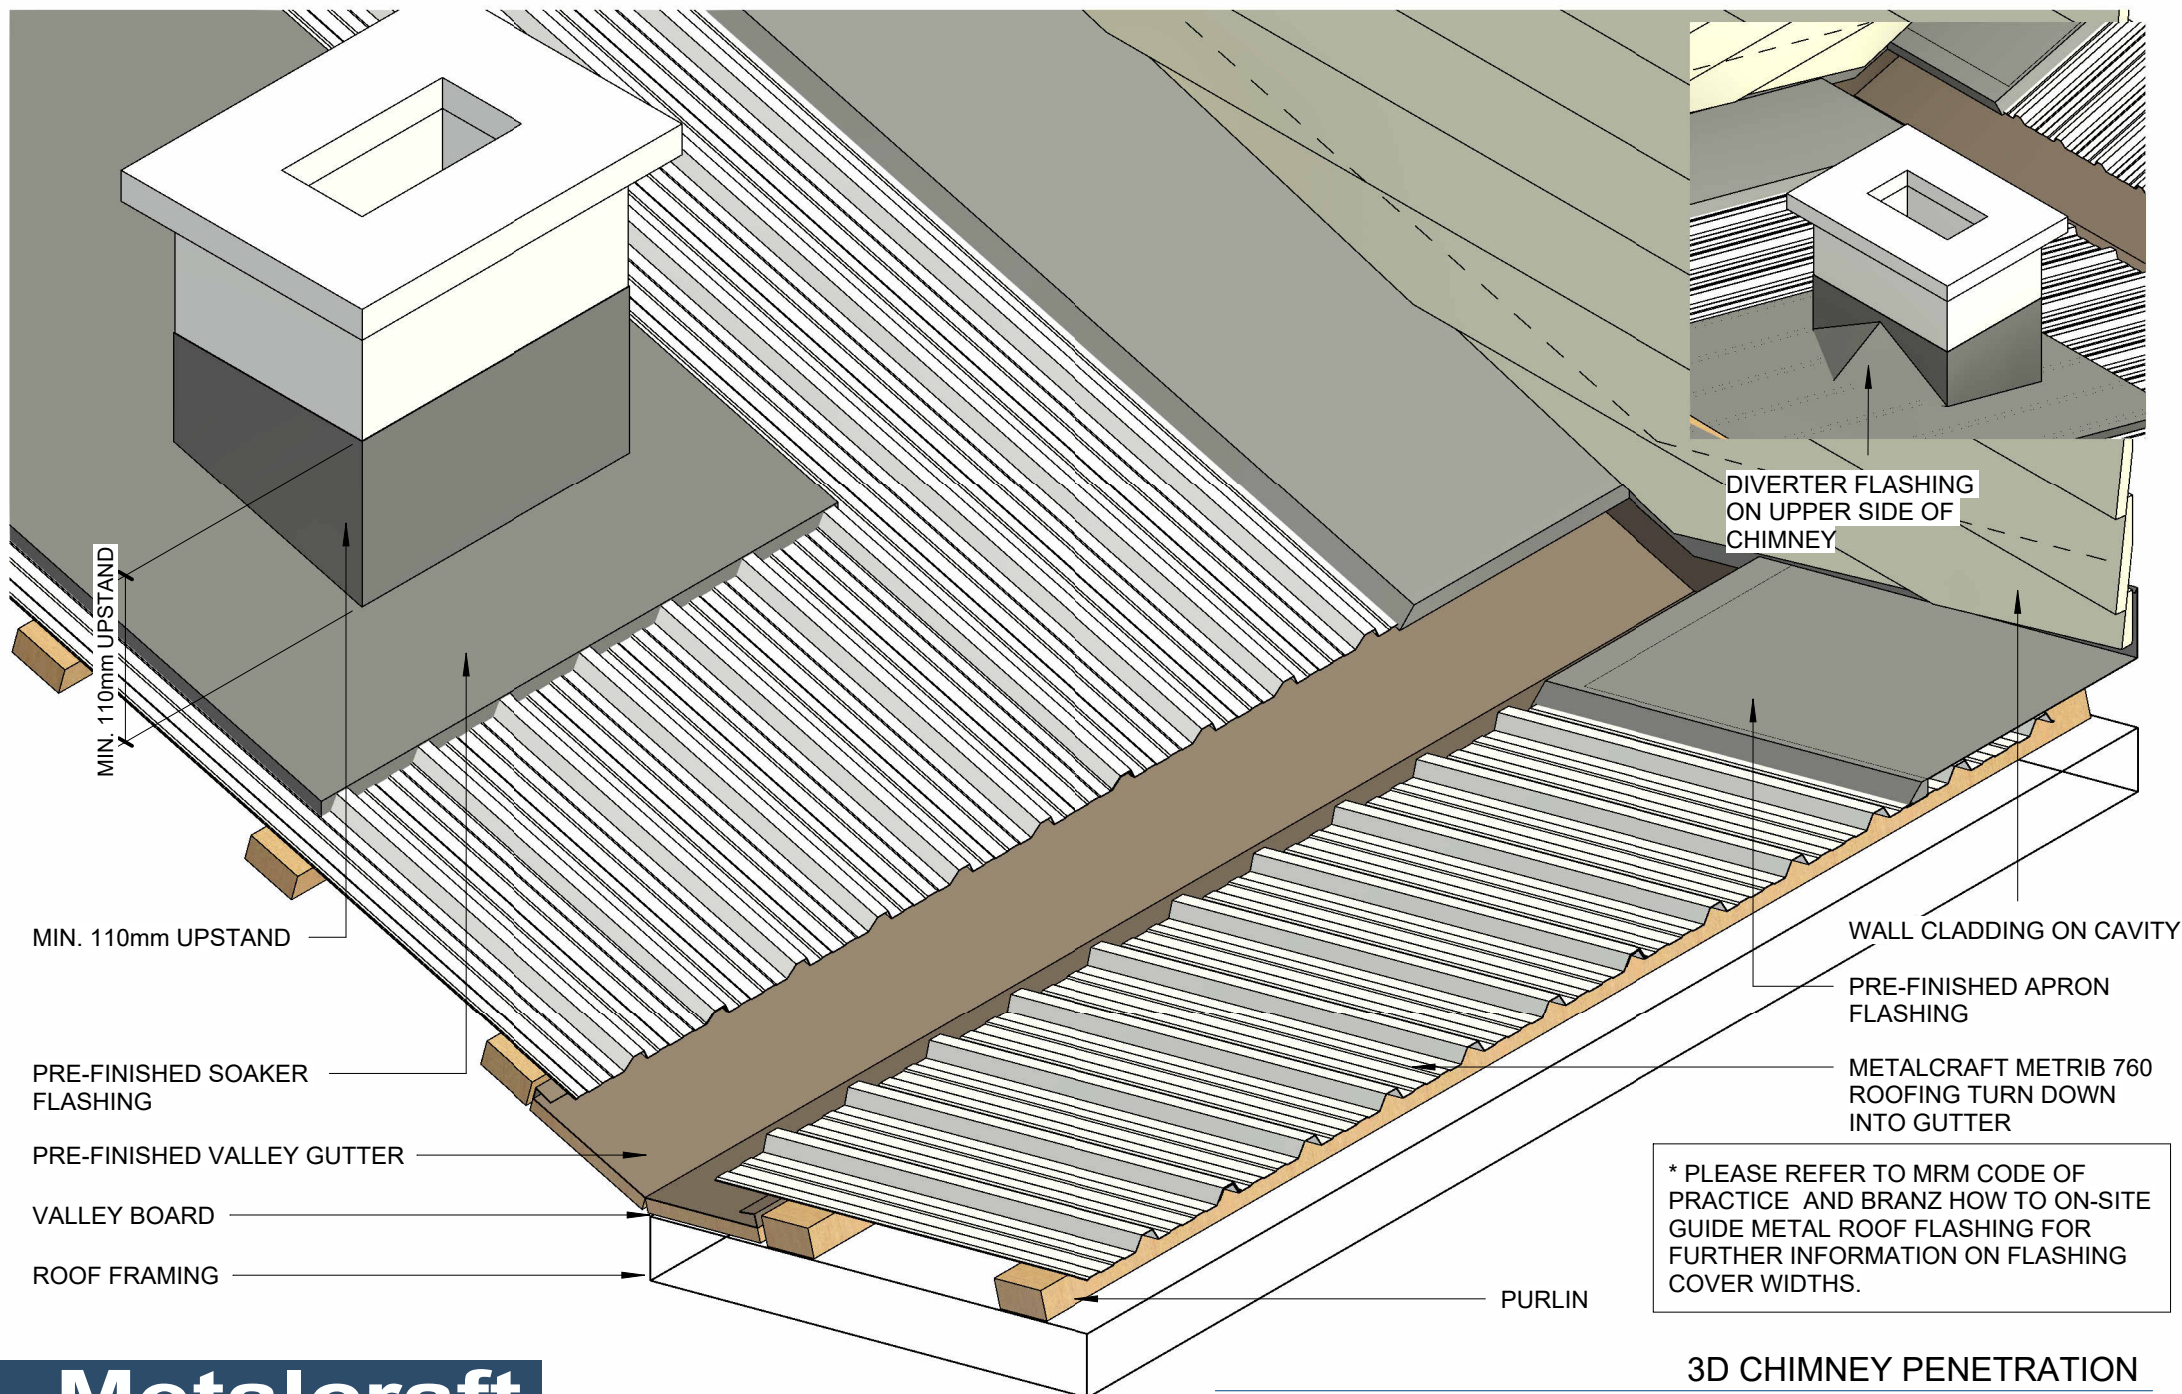 DIVERTER FLASHING
ON UPPER SIDE OF
CHIMNEY
MIN. 110mm UPSTAND
MIN. 110mm UPSTAND
PRE-FINISHED SOAKER
FLASHING
PRE-FINISHED VALLEY GUTTER
VALLEY BOARD
ROOF FRAMING
WALL CLADDING ON CAVITY
PRE-FINISHED APRON
FLASHING
METALCRAFT METRIB 760
ROOFING TURN DOWN
INTO GUTTER
* PLEASE REFER TO MRM CODE OF
PRACTICE AND BRANZ HOW TO ON-SITE
GUIDE METAL ROOF FLASHING FOR
FURTHER INFORMATION ON FLASHING
COVER WIDTHS.
PURLIN
3D CHIMNEY PENETRATION
Metalcraft